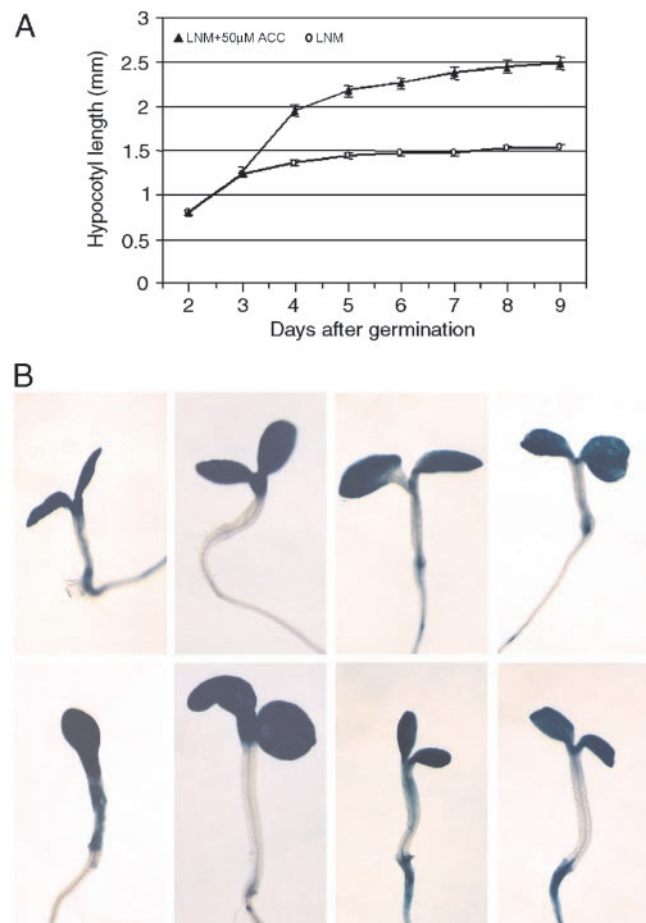 A
▲ LNM+50µM ACC ○ LNM
Hypocotyl length (mm)
3
2.5
2
1.5
1
0.5
0
2 3 4 5 6 7 8 9
Days after germination
B